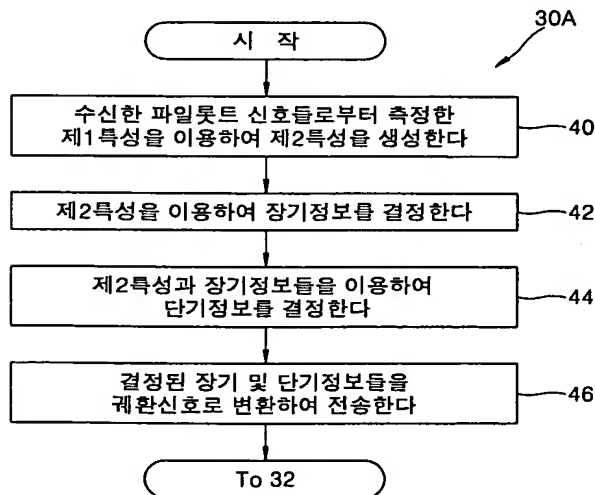 30A
시 작
수신한 파일롯트 신호들로부터 측정한
제1특성을 이용하여 제2특성을 생성한다
40
제2특성을 이용하여 장기정보를 결정한다
42
제2특성과 장기정보들을 이용하여
단기정보를 결정한다
44
결정된 장기 및 단기정보들을
궤환신호로 변환하여 전송한다
46
To 32